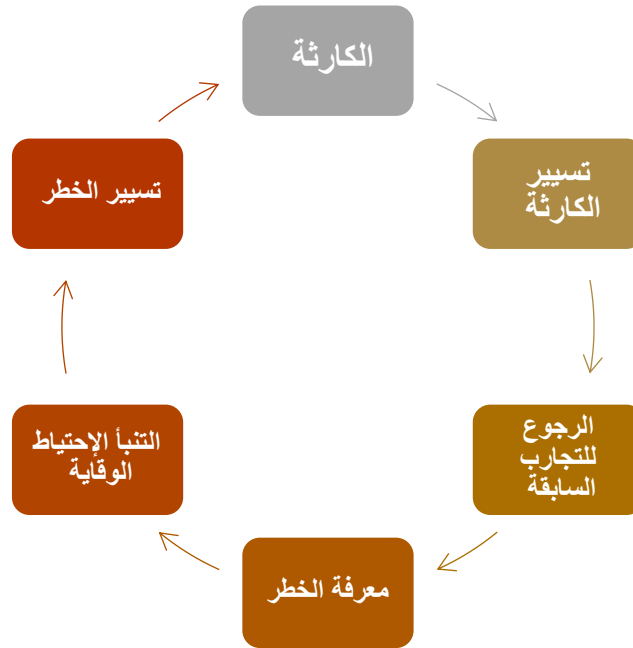 الكارثة
تسيير
الكارثة
الرجوع
للتجارب
السابقة
معرفة الخطر
التنبأ الإحتياط
الوقاية
تسيير الخطر